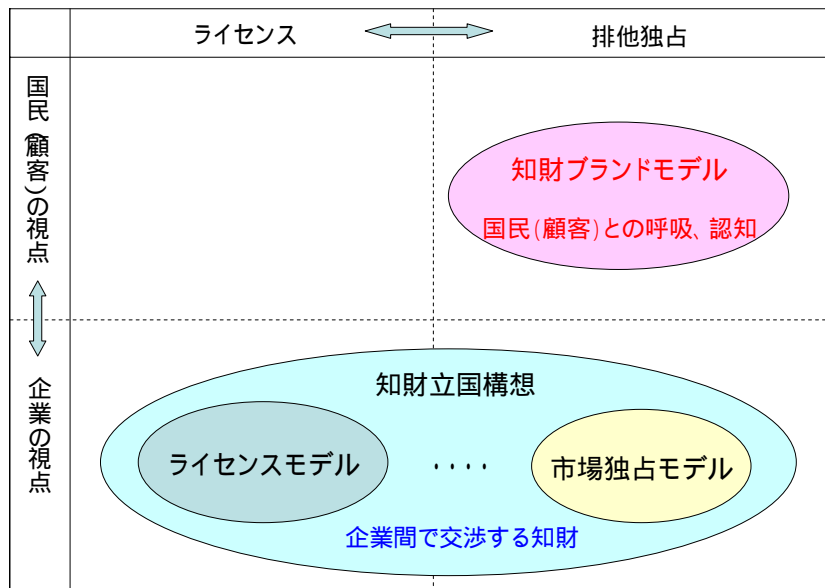 ライセンス
排他独占
国民(顧客)の視点
知財ブランドモデル
国民(顧客)との呼吸、認知
企業の視点
知財立国構想
ライセンスモデル
････
市場独占モデル
企業間で交渉する知財